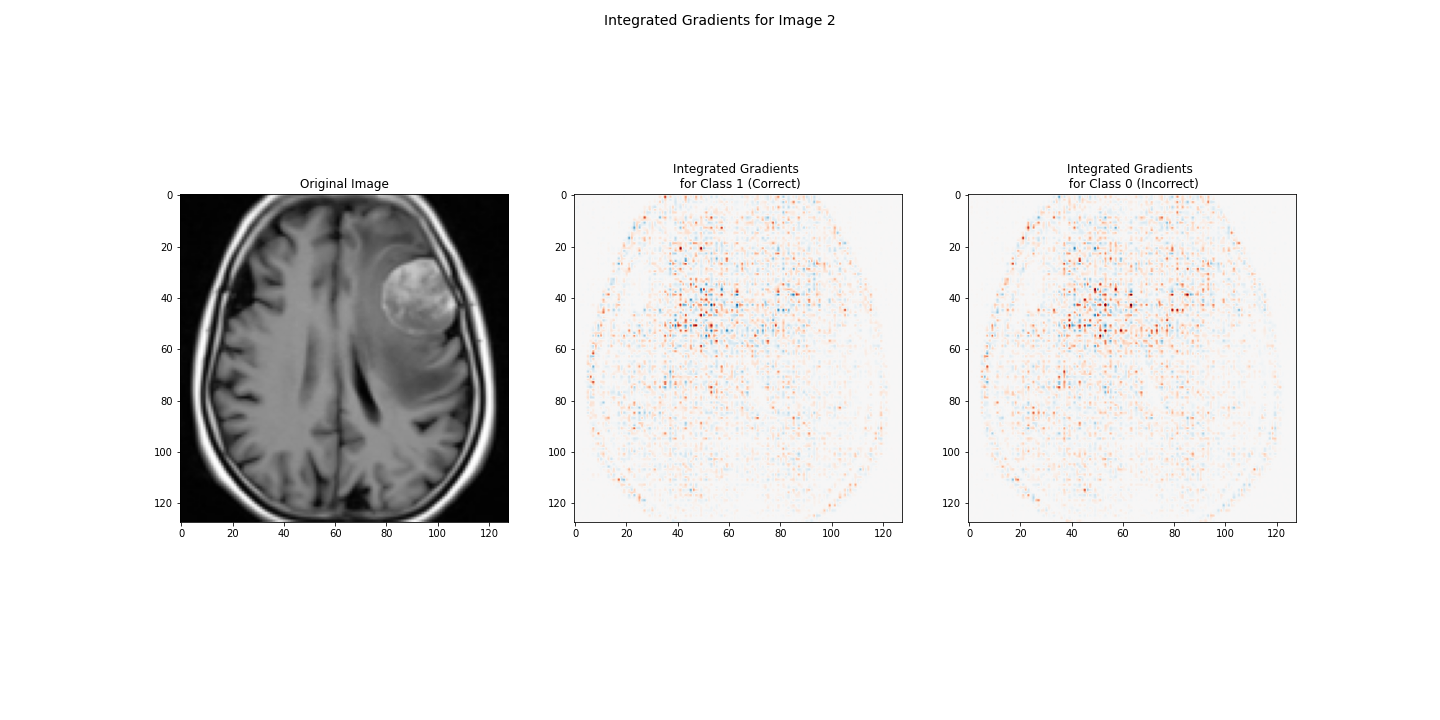 Integrated Gradients for Image 2
Original Image
0
20
40
60
80
100
120
0 20 40 60 80 100 120
Integrated Gradients
for Class 1 (Correct)
0
20
40
60
80
100
120
0 20 40 60 80 100 120
Integrated Gradients
for Class 0 (Incorrect)
0
20
40
60
80
100
120
0 20 40 60 80 100 120